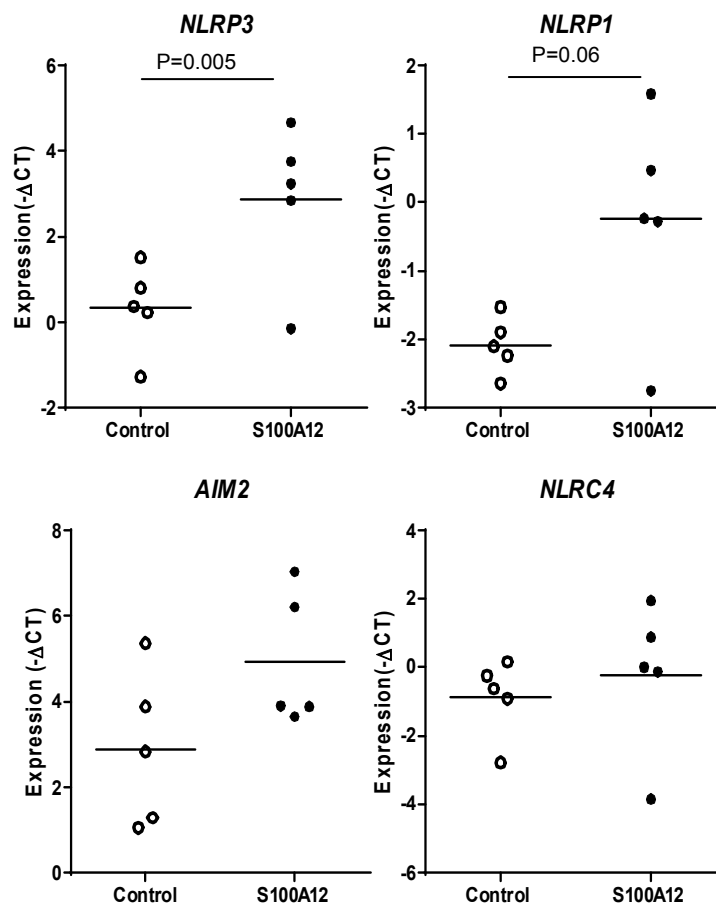 NLRP3
P=0.005
6
4
2
0
-2
Expression(-ΔCT)
Control
S100A12
NLRP1
P=0.06
2
1
0
-1
-2
-3
Expression(-ΔCT)
Control
S100A12
AIM2
8
6
4
2
0
Expression (-ΔCT)
Control
S100A12
NLRC4
4
2
-0
-2
-4
-6
Expression(-ΔCT)
Control
S100A12